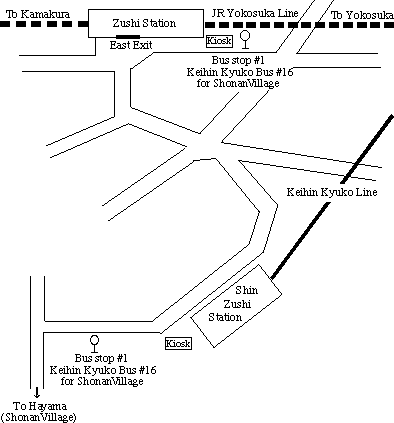 To Kamakura
Zushi Station
JR Yokosuka Line
To Yokosuka
East Exit
Kiosk
Bus stop #1
Keihin Kyuko Bus #16
for ShonanVillage
Keihin Kyuko Line
Shin
Zushi
Station
Kiosk
Bus stop #1
Keihin Kyuko Bus #16
for ShonanVillage
To Hayama
(ShonanVillage)